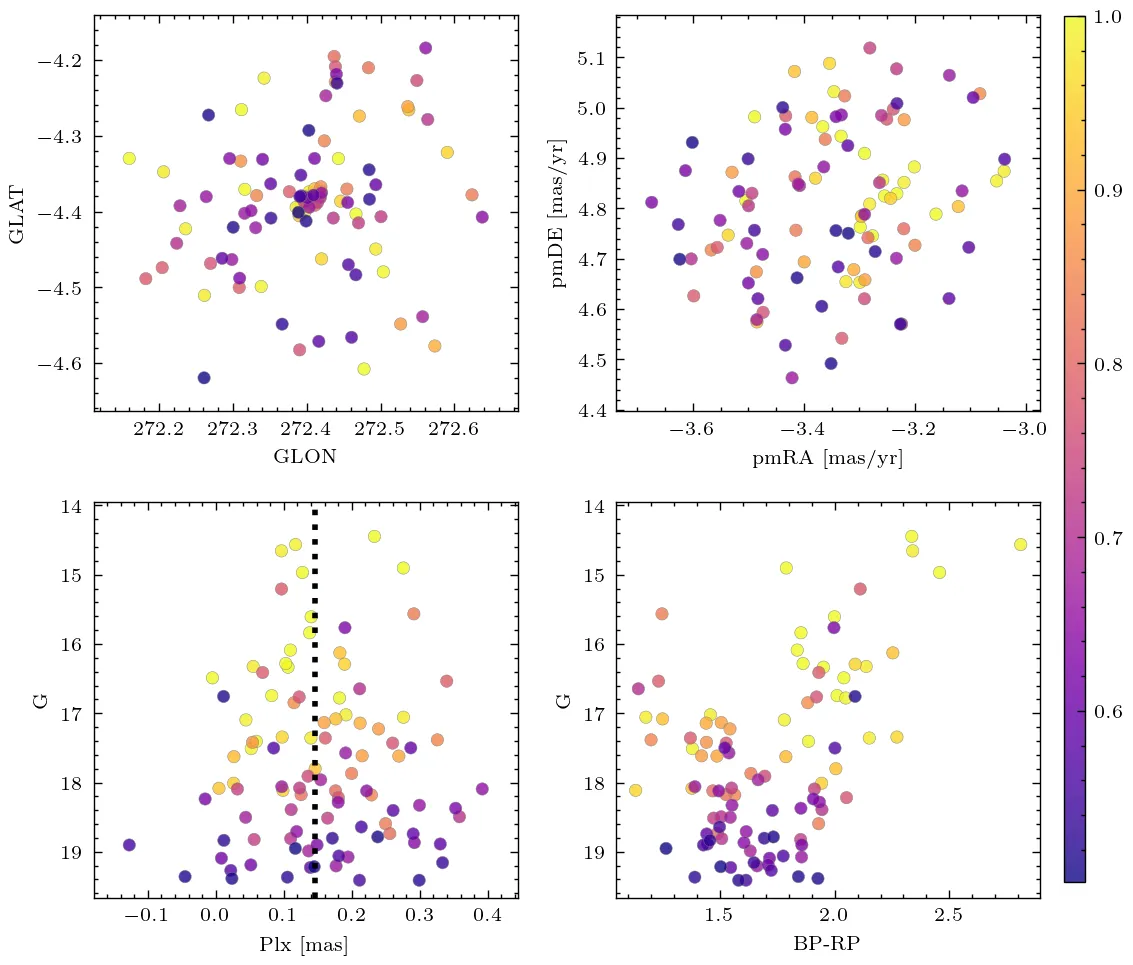 −4.2
−4.3
−4.4
−4.5
−4.6
GLAT
272.2 272.3 272.4 272.5 272.6
GLON
5.1
5.0
4.9
4.8
4.7
4.6
4.5
4.4
pmDE [mas/yr]
−3.6 −3.4 −3.2 −3.0
pmRA [mas/yr]
1.0
0.9
0.8
0.7
0.6
14
15
16
17
18
19
G
−0.1 0.0 0.1 0.2 0.3 0.4
Plx [mas]
14
15
16
17
18
19
G
1.5 2.0 2.5
BP-RP